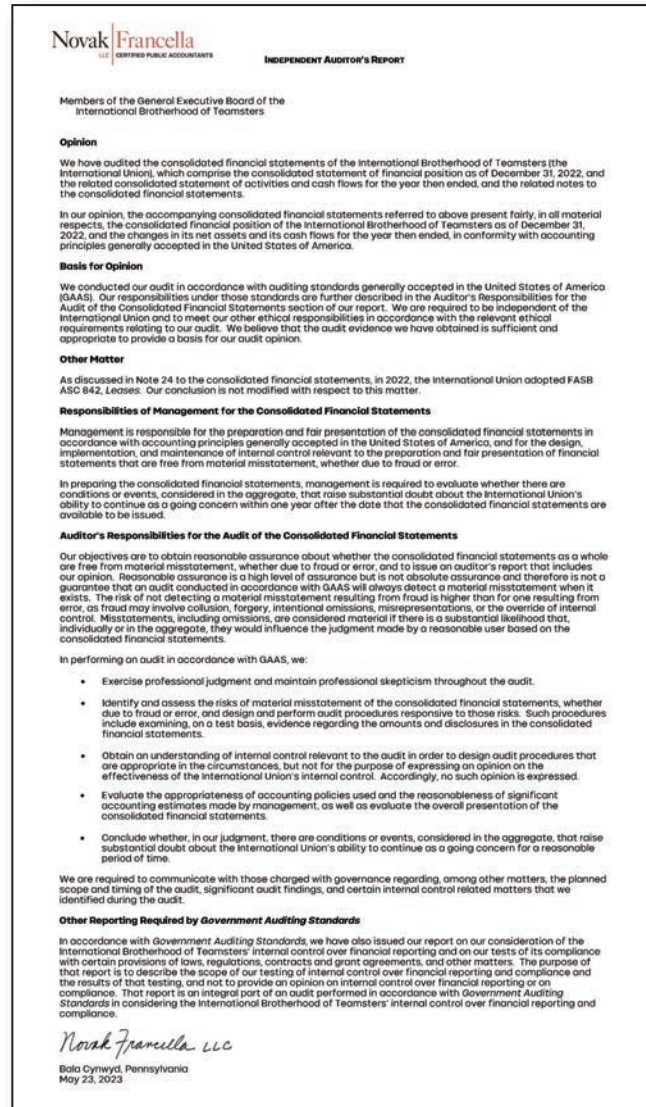 Novak Francella
LLC CERTIFIED PUBLIC ACCOUNTANTS
INDEPENDENT AUDITOR'S REPORT
Members of the General Executive Board of the
International Brotherhood of Teamsters
Opinion
We have audited the consolidated financial statements of the International Brotherhood of Teamsters (the
International Union), which comprise the consolidated statement of financial position as of December 31, 2022, and
the related consolidated statement of activities and cash flows for the year then ended, and the related notes to
the consolidated financial statements.
In our opinion, the accompanying consolidated financial statements referred to above present fairly, in all material
respects, the consolidated financial position of the International Brotherhood of Teamsters as of December 31,
2022, and the changes in its net assets and its cash flows for the year then ended, in conformity with accounting
principles generally accepted in the United States of America.
Basis for Opinion
We conducted our audit in accordance with auditing standards generally accepted in the United States of America
(GAAS). Our responsibilities under those standards are further described in the Auditor's Responsibilities for the
Audit of the Consolidated Financial Statements section of our report. We are required to be independent of the
International Union and to meet our other ethical responsibilities in accordance with the relevant ethical
requirements relating to our audit. We believe that the audit evidence we have obtained is sufficient and
appropriate to provide a basis for our audit opinion.
Other Matter
As discussed in Note 24 to the consolidated financial statements, in 2022, the International Union adopted FASB
ASC 842, Leases. Our conclusion is not modified with respect to this matter.
Responsibilities of Management for the Consolidated Financial Statements
Management is responsible for the preparation and fair presentation of the consolidated financial statements in
accordance with accounting principles generally accepted in the United States of America, and for the design,
implementation, and maintenance of internal control relevant to the preparation and fair presentation of financial
statements that are free from material misstatement, whether due to fraud or error.
In preparing the consolidated financial statements, management is required to evaluate whether there are
conditions or events, considered in the aggregate, that raise substantial doubt about the International Union's
ability to continue as a going concern within one year after the date that the consolidated financial statements are
available to be issued.
Auditor's Responsibilities for the Audit of the Consolidated Financial Statements
Our objectives are to obtain reasonable assurance about whether the consolidated financial statements as a whole
are free from material misstatement, whether due to fraud or error, and to issue an auditor's report that includes
our opinion. Reasonable assurance is a high level of assurance but is not absolute assurance and therefore is not a
guarantee that an audit conducted in accordance with GAAS will always detect a material misstatement when it
exists. The risk of not detecting a material misstatement resulting from fraud is higher than for one resulting from
error, as fraud may involve collusion, forgery, intentional omissions, misrepresentations, or the override of internal
control. Misstatements, including omissions, are considered material if there is a substantial likelihood that,
individually or in the aggregate, they would influence the judgment made by a reasonable user based on the
consolidated financial statements.
In performing an audit in accordance with GAAS, we:
• Exercise professional judgment and maintain professional skepticism throughout the audit.
• Identify and assess the risks of material misstatement of the consolidated financial statements, whether
due to fraud or error, and design and perform audit procedures responsive to those risks. Such procedures
include examining, on a test basis, evidence regarding the amounts and disclosures in the consolidated
financial statements.
• Obtain an understanding of internal control relevant to the audit in order to design audit procedures that
are appropriate in the circumstances, but not for the purpose of expressing an opinion on the
effectiveness of the International Union's internal control. Accordingly, no such opinion is expressed.
• Evaluate the appropriateness of accounting policies used and the reasonableness of significant
accounting estimates made by management, as well as evaluate the overall presentation of the
consolidated financial statements.
• Conclude whether, in our judgment, there are conditions or events, considered in the aggregate, that raise
substantial doubt about the International Union's ability to continue as a going concern for a reasonable
period of time.
We are required to communicate with those charged with governance regarding, among other matters, the planned
scope and timing of the audit, significant audit findings, and certain internal control related matters that we
identified during the audit.
Other Reporting Required by Government Auditing Standards
In accordance with Government Auditing Standards, we have also issued our report on our consideration of the
International Brotherhood of Teamsters' internal control over financial reporting and on our tests of its compliance
with certain provisions of laws, regulations, contracts and grant agreements, and other matters. The purpose of
that report is to describe the scope of our testing of internal control over financial reporting and compliance and
the results of that testing, and not to provide an opinion on internal control over financial reporting or on
compliance. That report is an integral part of an audit performed in accordance with Government Auditing
Standards in considering the International Brotherhood of Teamsters' internal control over financial reporting and
compliance.
Novak Francella LLC
Bala Cynwyd, Pennsylvania
May 23, 2023